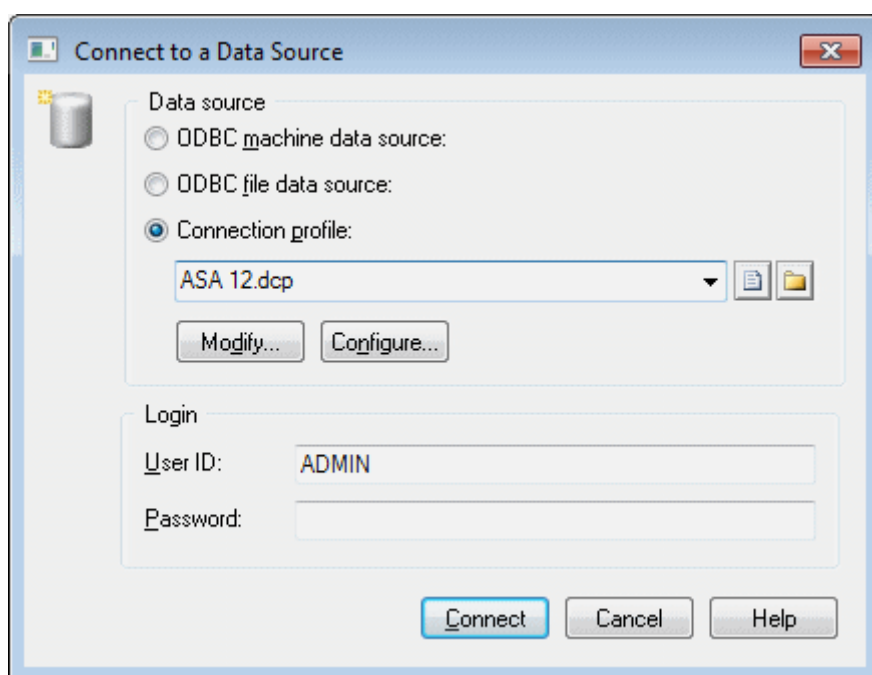 Connect to a Data Source
Data source
ODBC machine data source:
ODBC file data source:
Connection profile:
ASA 12.dcp
Modify... Configure...
Login
User ID: ADMIN
Password:
Connect Cancel Help